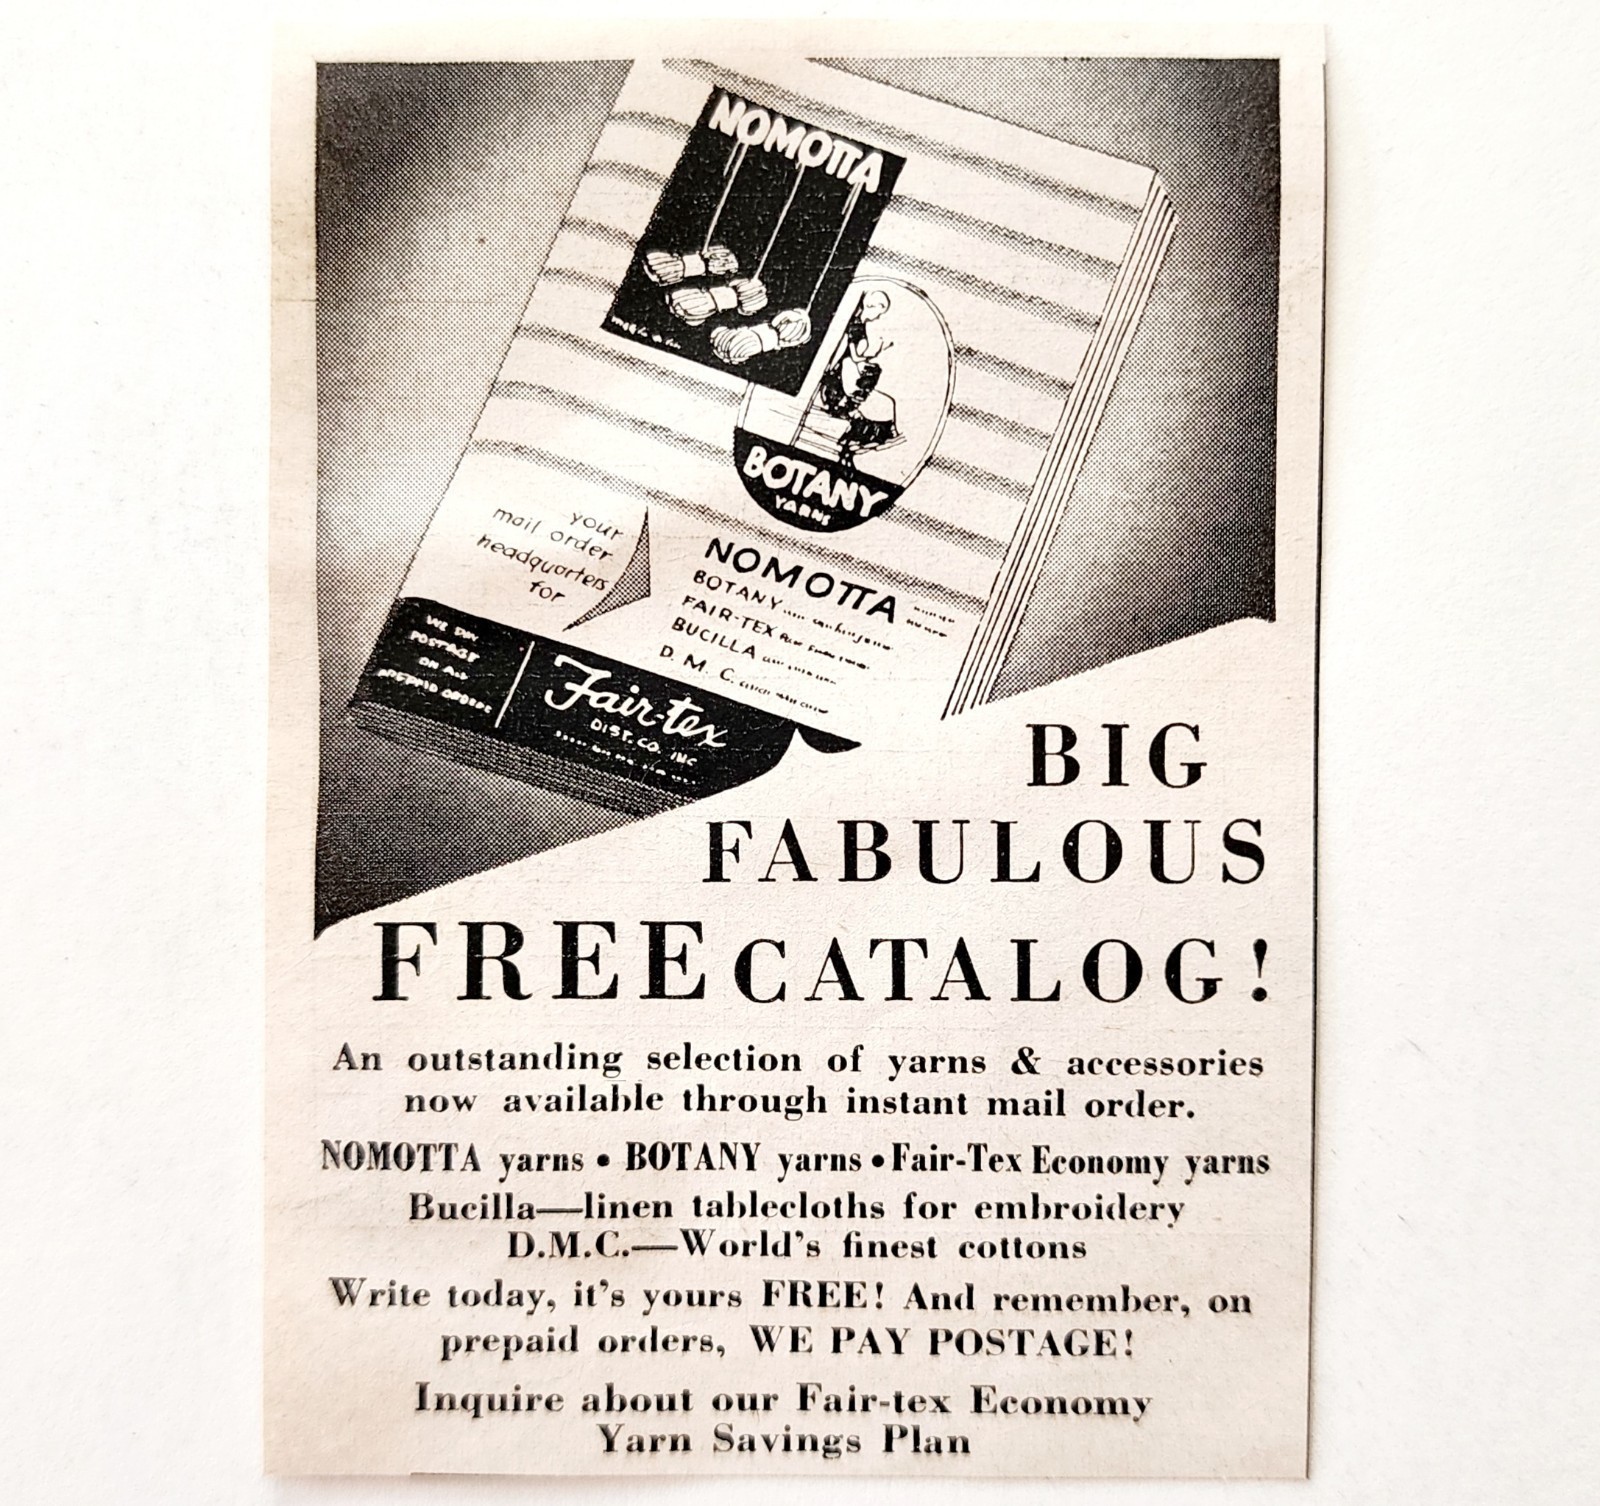 NOMOTTA
BOTANY
YARNS
your
mail order
headquarters
for
NOMOTTA
BOTANY
FAIR-TEX
BUCILLA
D. M. C.
WE PAY
POSTAGE
ON ALL
PREPAID ORDERS
Fair-tex
DIST. CO. INC
BIG
FABULOUS
FREE CATALOG!
An outstanding selection of yarns & accessories
now available through instant mail order.
NOMOTTA yarns • BOTANY yarns • Fair-Tex Economy yarns
Bucilla—linen tablecloths for embroidery
D.M.C.—World's finest cottons
Write today, it's yours FREE! And remember, on
prepaid orders, WE PAY POSTAGE!
Inquire about our Fair-tex Economy
Yarn Savings Plan